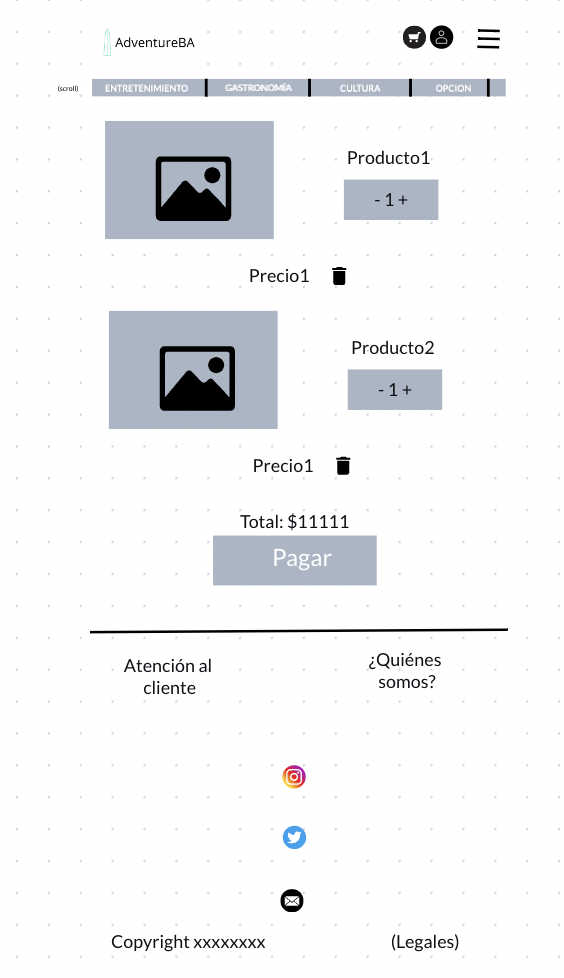 AdventureBA
(scroll)
ENTRETENIMIENTO GASTRONOMÍA CULTURA OPCION
Producto1
- 1 +
Precio1
Producto2
- 1 +
Precio1
Total: $11111
Pagar
Atención al
cliente
¿Quiénes
somos?
Copyright xxxxxxxx
(Legales)